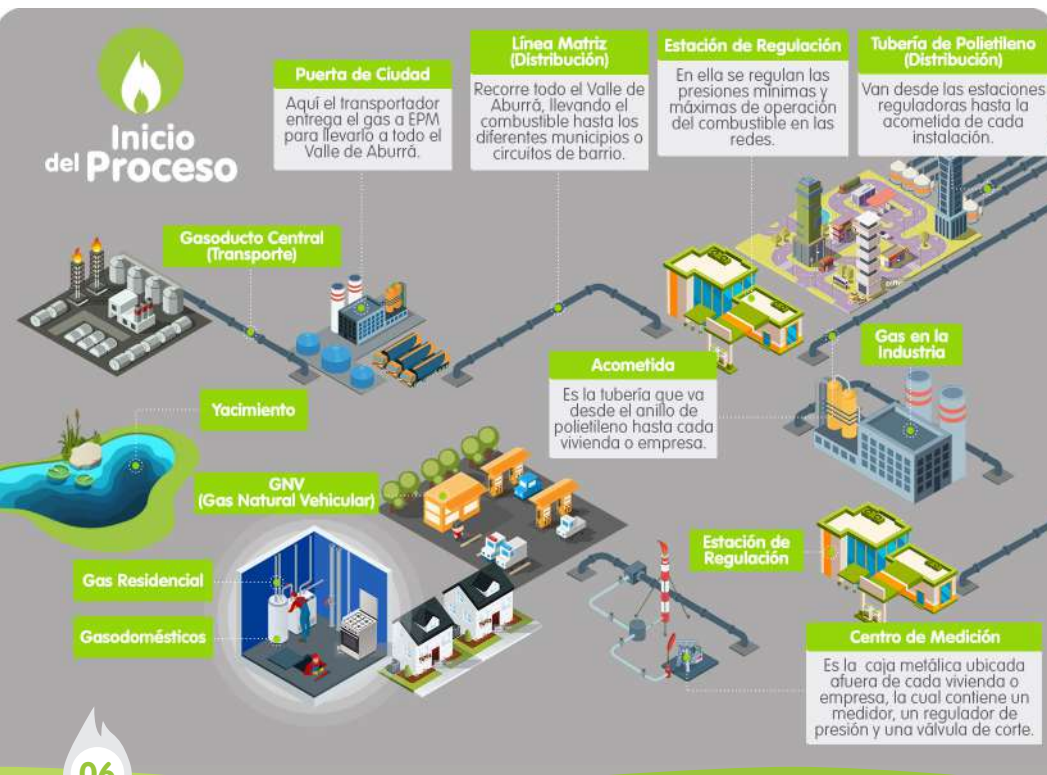 Inicio
del Proceso
Puerta de Ciudad
Aquí el transportador
entrega el gas a EPM
para llevarlo a todo el
Valle de Aburrá.
Línea Matriz
(Distribución)
Recorre todo el Valle de
Aburrá, llevando el
combustible hasta los
diferentes municipios o
circuitos de barrio.
Estación de Regulación
En ella se regulan las
presiones mínimas y
máximas de operación
del combustible en las
redes.
Tubería de Polietileno
(Distribución)
Van desde las estaciones
reguladoras hasta la
acometida de cada
instalación.
Gasoducto Central
(Transporte)
Gas en la
Industria
Acometida
Es la tubería que va
desde el anillo de
polietileno hasta cada
vivienda o empresa.
Yacimiento
GNV
(Gas Natural Vehicular)
Estación de
Regulación
Gas Residencial
Gasodomésticos
Centro de Medición
Es la caja metálica ubicada
afuera de cada vivienda o
empresa, la cual contiene un
medidor, un regulador de
presión y una válvula de corte.
06